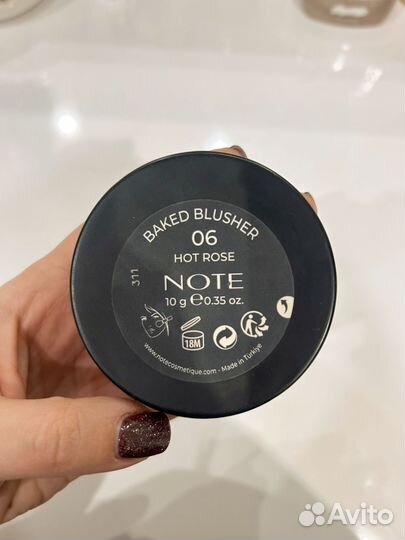 BAKED BLUSHER
06
HOT ROSE
NOTE
10 g ℮0.35 oz.
311
18M
www.notecosmetique.com - Made in Türkiye
Avito